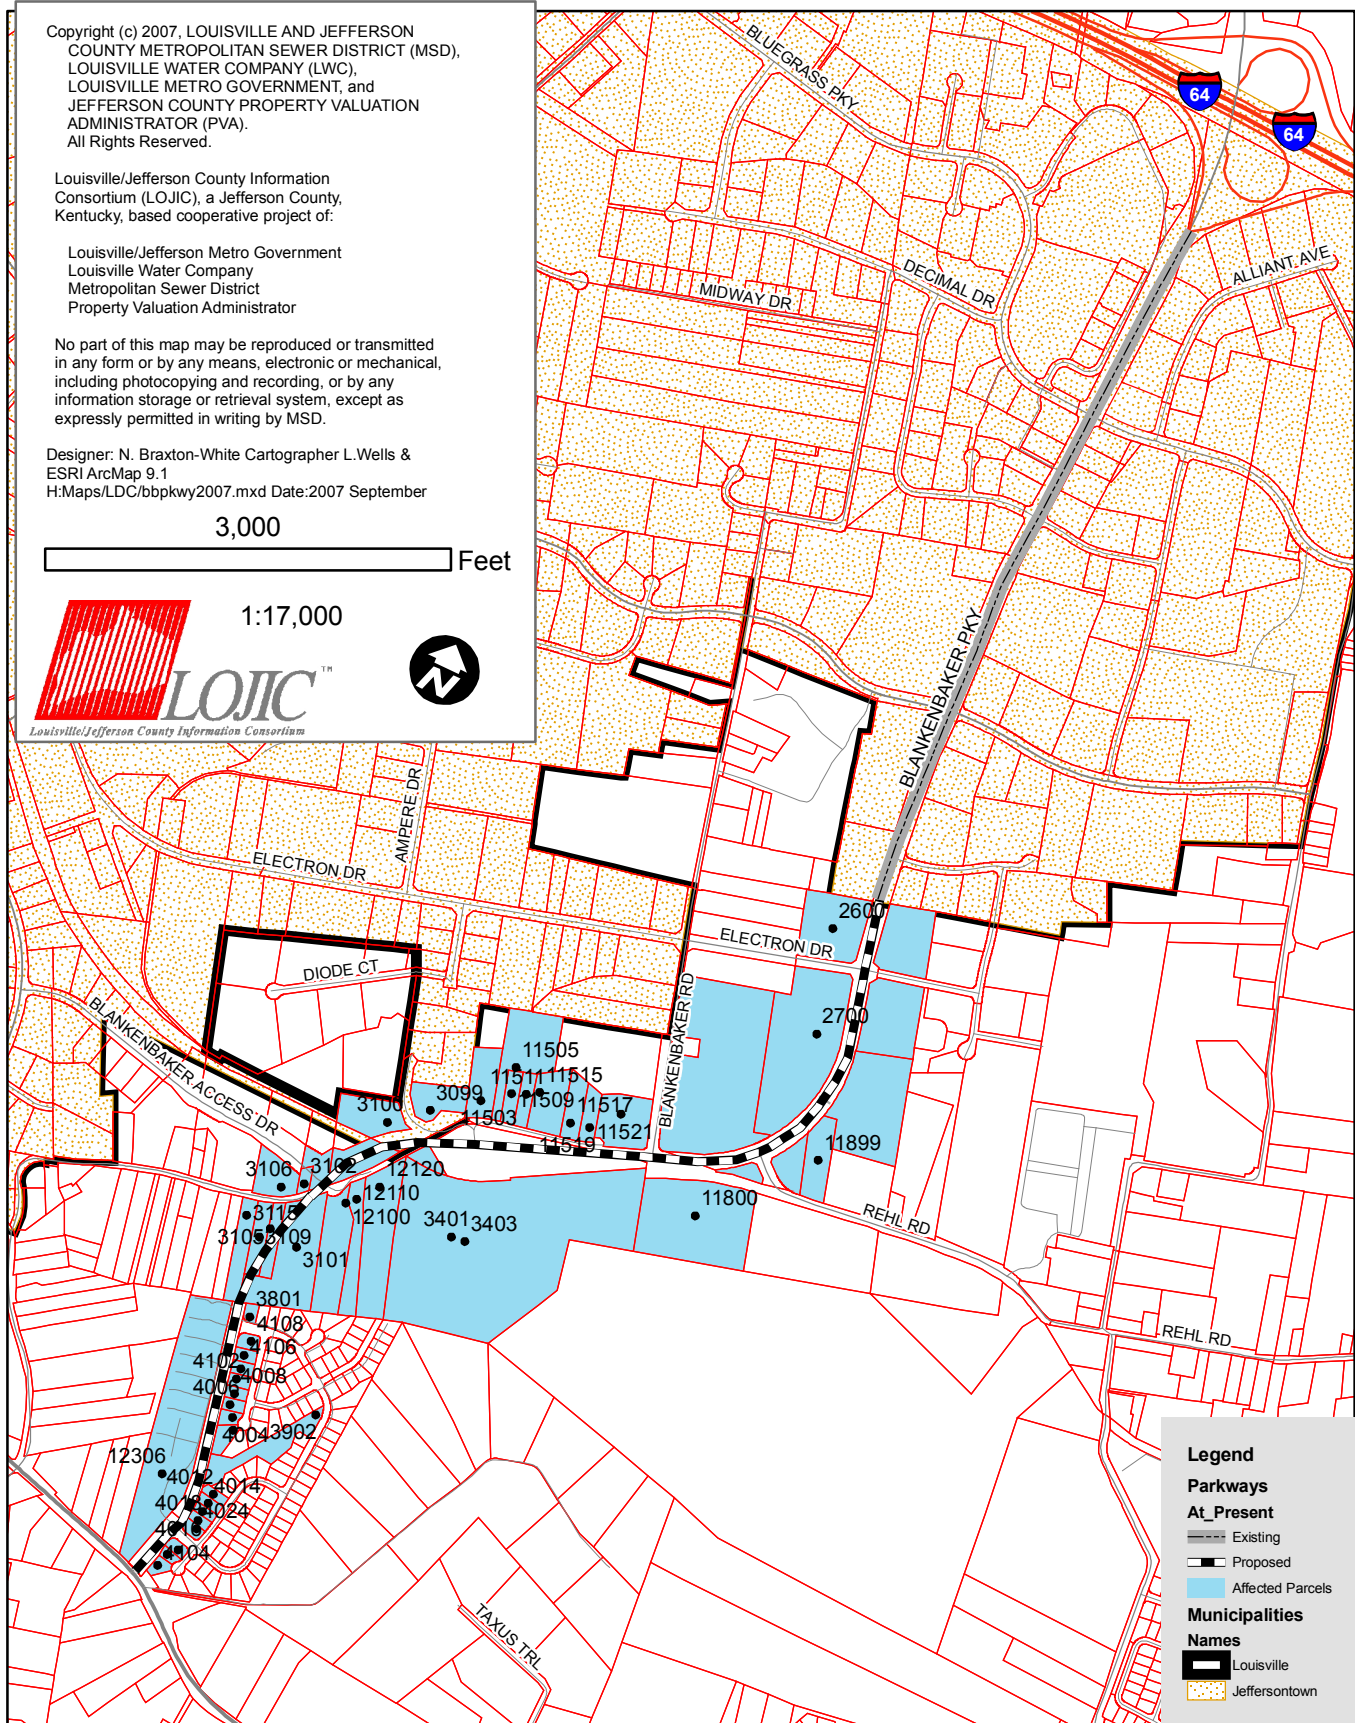 Copyright (c) 2007, LOUISVILLE AND JEFFERSON
COUNTY METROPOLITAN SEWER DISTRICT (MSD),
LOUISVILLE WATER COMPANY (LWC),
LOUISVILLE METRO GOVERNMENT, and
JEFFERSON COUNTY PROPERTY VALUATION
ADMINISTRATOR (PVA).
All Rights Reserved.
Louisville/Jefferson County Information
Consortium (LOJIC), a Jefferson County,
Kentucky, based cooperative project of:
Louisville/Jefferson Metro Government
Louisville Water Company
Metropolitan Sewer District
Property Valuation Administrator
No part of this map may be reproduced or transmitted
in any form or by any means, electronic or mechanical,
including photocopying and recording, or by any
information storage or retrieval system, except as
expressly permitted in writing by MSD.
Designer: N. Braxton-White Cartographer L.Wells &
ESRI ArcMap 9.1
H:Maps/LDC/bbpkwy2007.mxd Date:2007 September
3,000
Feet
1:17,000
LOJIC™
Louisville/Jefferson County Information Consortium
N
BLUEGRASS PKY
64
64
ALLIANT AVE
DECIMAL DR
MIDWAY DR
BLANKENBAKER PKY
AMPERE DR
ELECTRON DR
2600
ELECTRON DR
DIODE CT
BLANKENBAKER RD
BLANKENBAKER ACCESS DR
2700
11505
11511
11515
3099
11509
3100
11503
11517
11521
11519
11899
3106
3102
12120
12110
11800
12100
3115
3401
3403
REHL RD
3105
3109
3101
3801
4108
REHL RD
4106
4102
4008
4006
4004
3902
12306
4012
4014
4018
4024
4016
4104
TAXUS TRL
Legend
Parkways
At_Present
Existing
Proposed
Affected Parcels
Municipalities
Names
Louisville
Jeffersontown